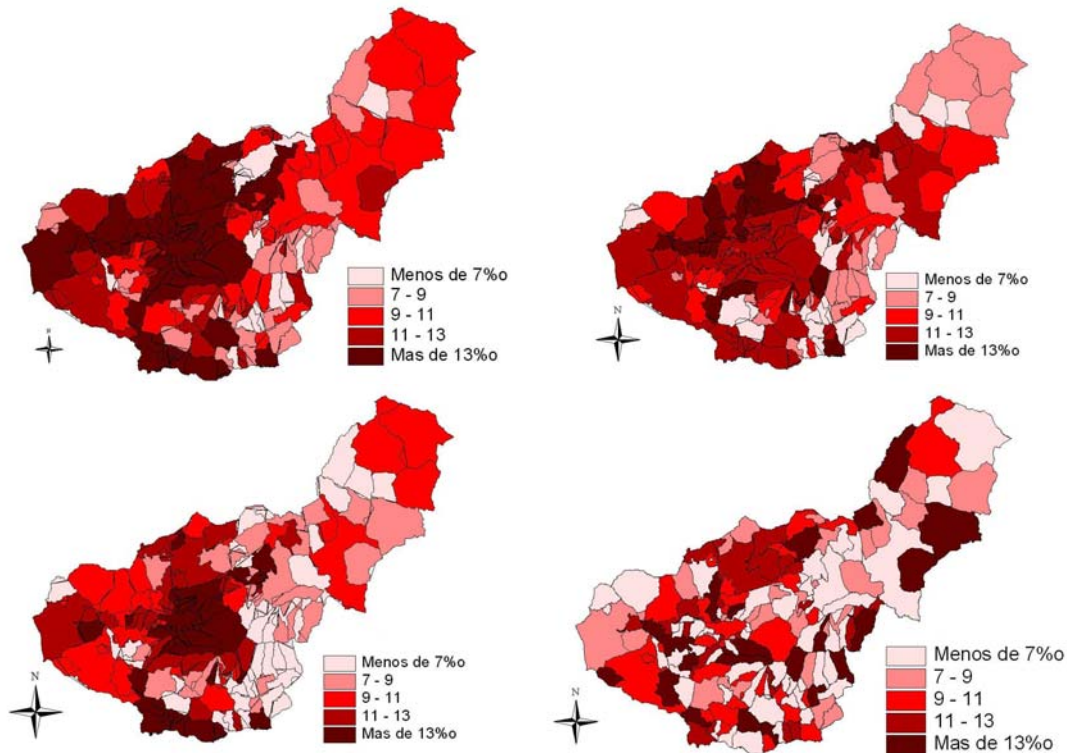 Menos de 7%o
7 - 9
9 - 11
11 - 13
Mas de 13%o
N
Menos de 7%o
7 - 9
9 - 11
11 - 13
Mas de 13%o
N
Menos de 7%o
7 - 9
9 - 11
11 - 13
Mas de 13%o
N
Menos de 7%o
7 - 9
9 - 11
11 - 13
Mas de 13%o
N